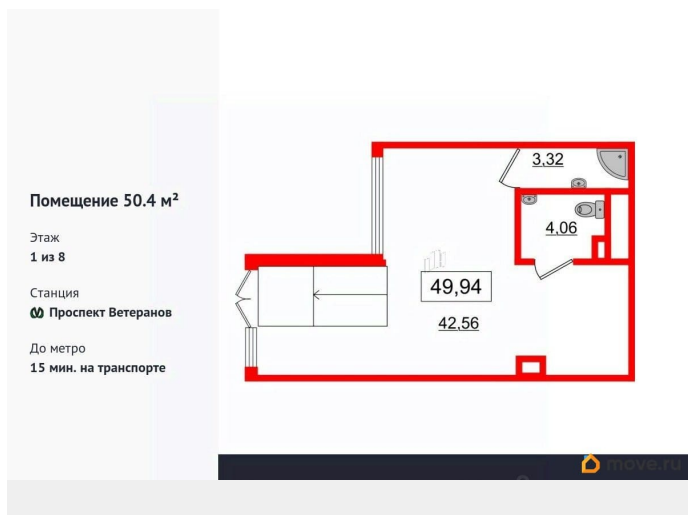 Помещение 50.4 м²
Этаж
1 из 8
Станция
Проспект Ветеранов
До метро
15 мин. на транспорте
3,32
4,06
49,94
42,56
move.ru